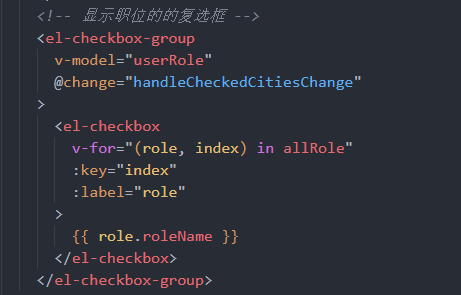 <!-- 显示职位的的复选框 -->
<el-checkbox-group
v-model="userRole"
@change="handleCheckedCitiesChange"
>
<el-checkbox
v-for="(role, index) in allRole"
:key="index"
:label="role"
>
{{ role.roleName }}
</el-checkbox>
</el-checkbox-group>